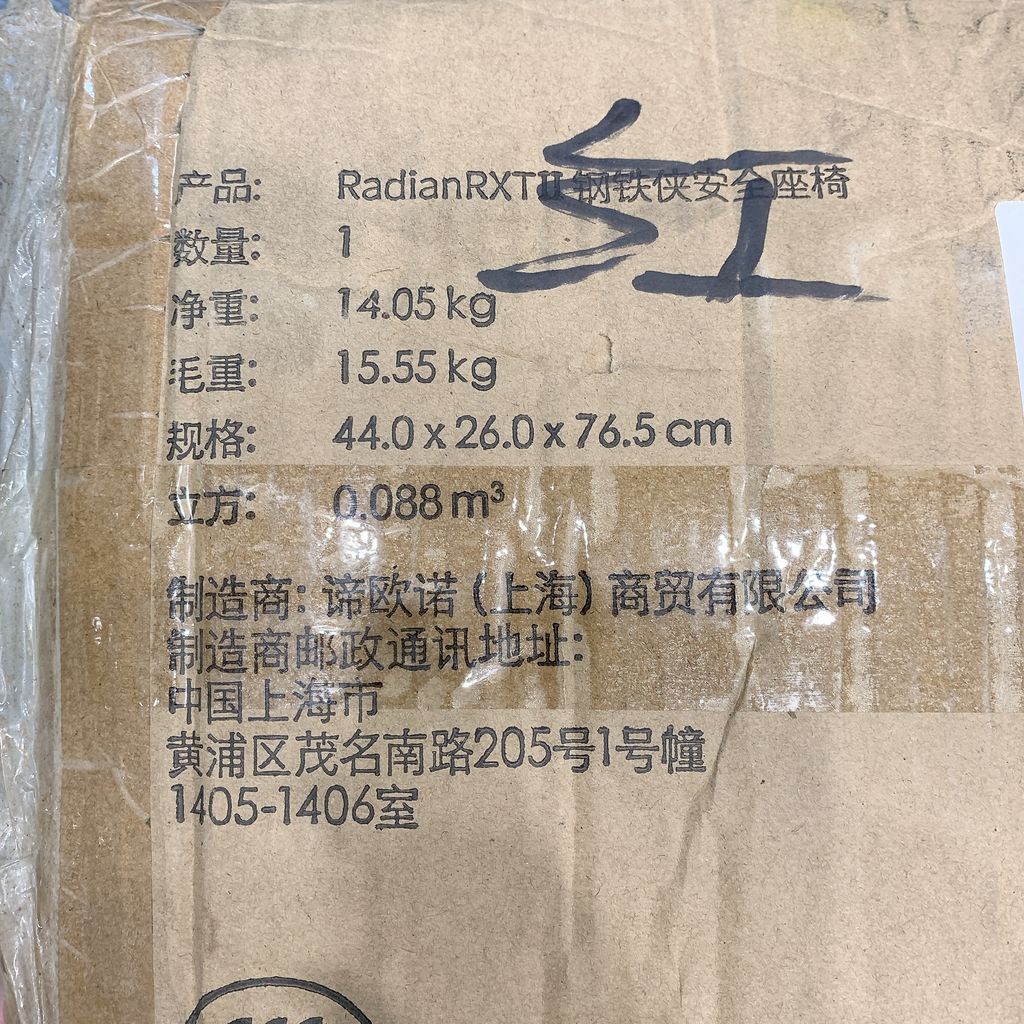 红
产品: RadianRXTII 钢铁侠安全座椅
数量: 1
净重: 14.05 kg
毛重: 15.55 kg
规格: 44.0 x 26.0 x 76.5 cm
立方: 0.088 m³
制造商: 谛欧诺 (上海) 商贸有限公司
制造商邮政通讯地址:
中国上海市
黄浦区茂名南路205号1号幢
1405-1406室